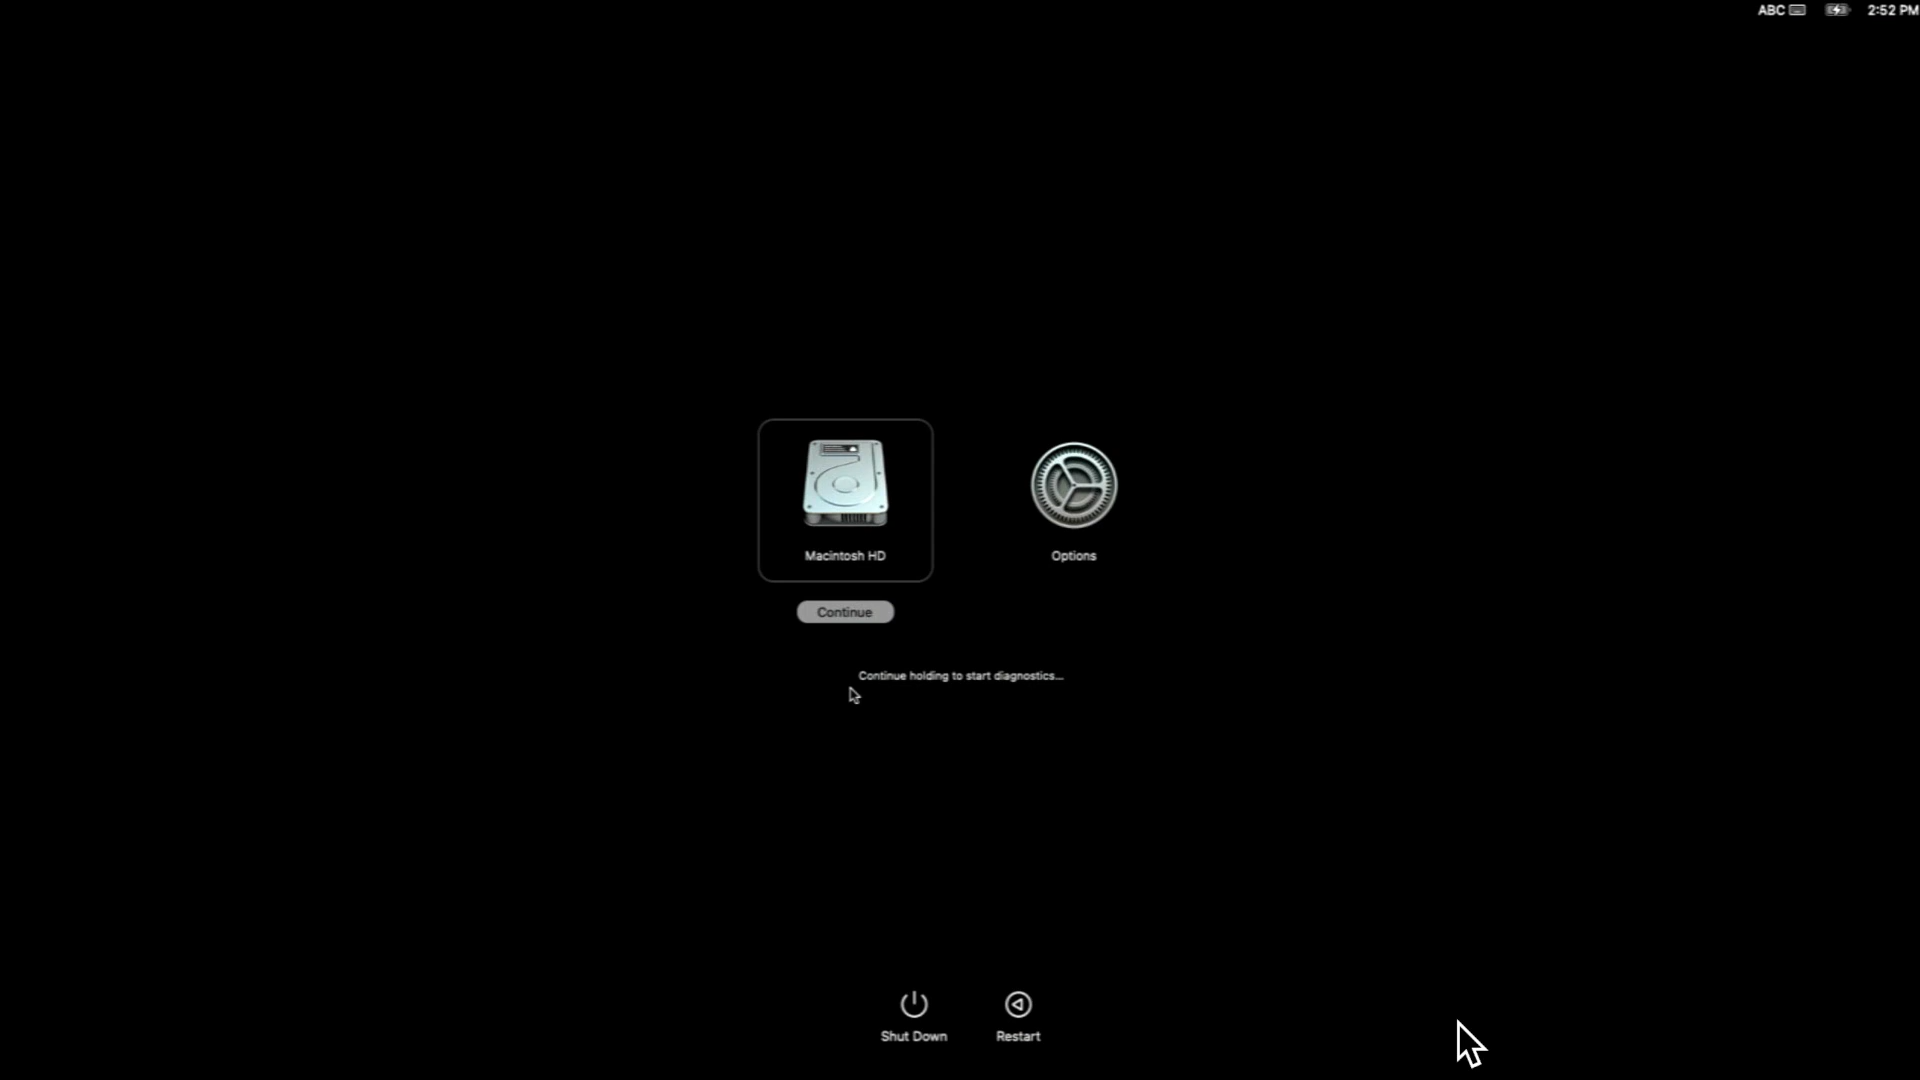 ABC 2:52 PM
Macintosh HD
Options
Continue
Continue holding to start diagnostics...
Shut Down
Restart